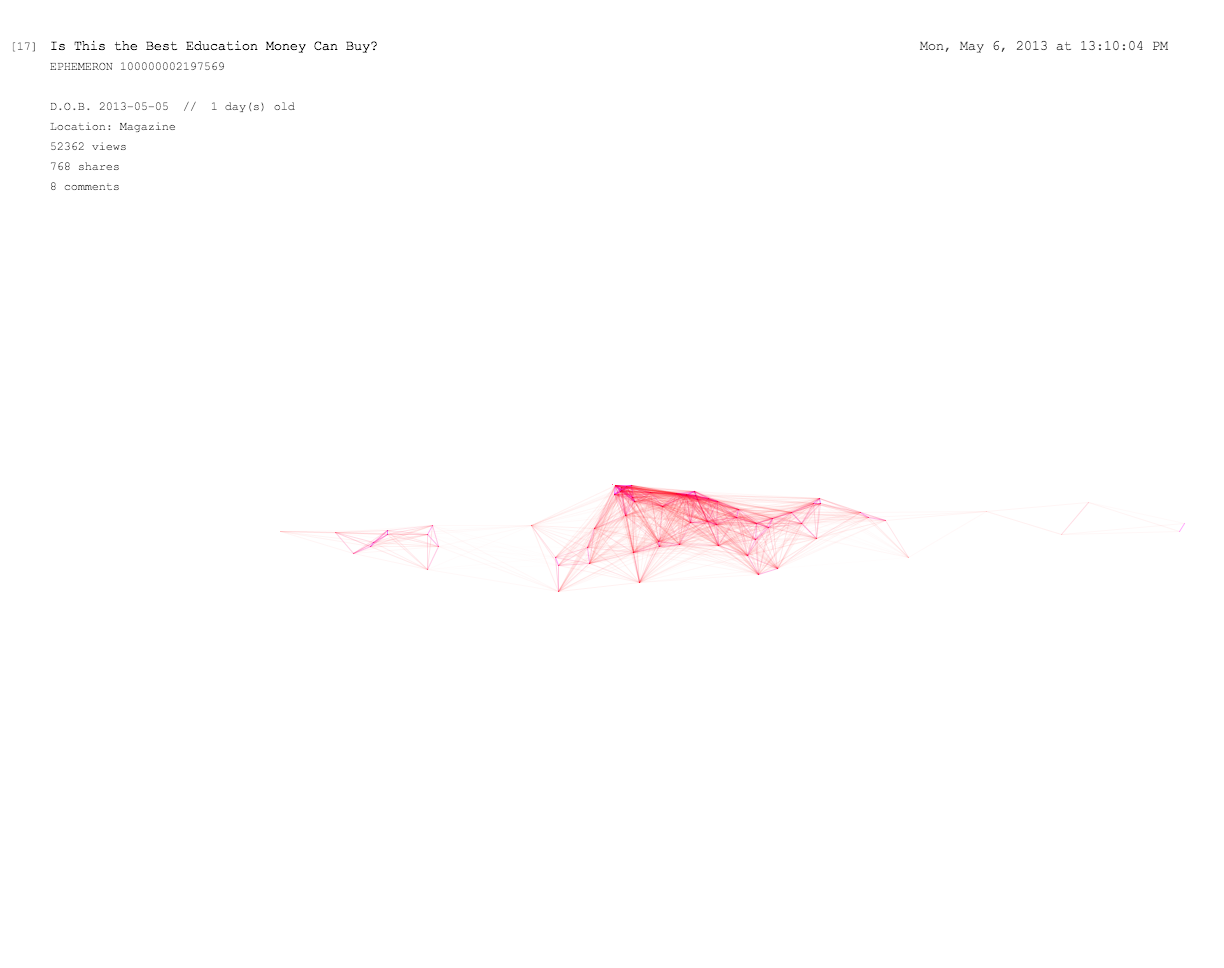 [17] Is This the Best Education Money Can Buy?
Mon, May 6, 2013 at 13:10:04 PM
EPHEMERON 100000002197569
D.O.B. 2013-05-05 // 1 day(s) old
Location: Magazine
52362 views
768 shares
8 comments